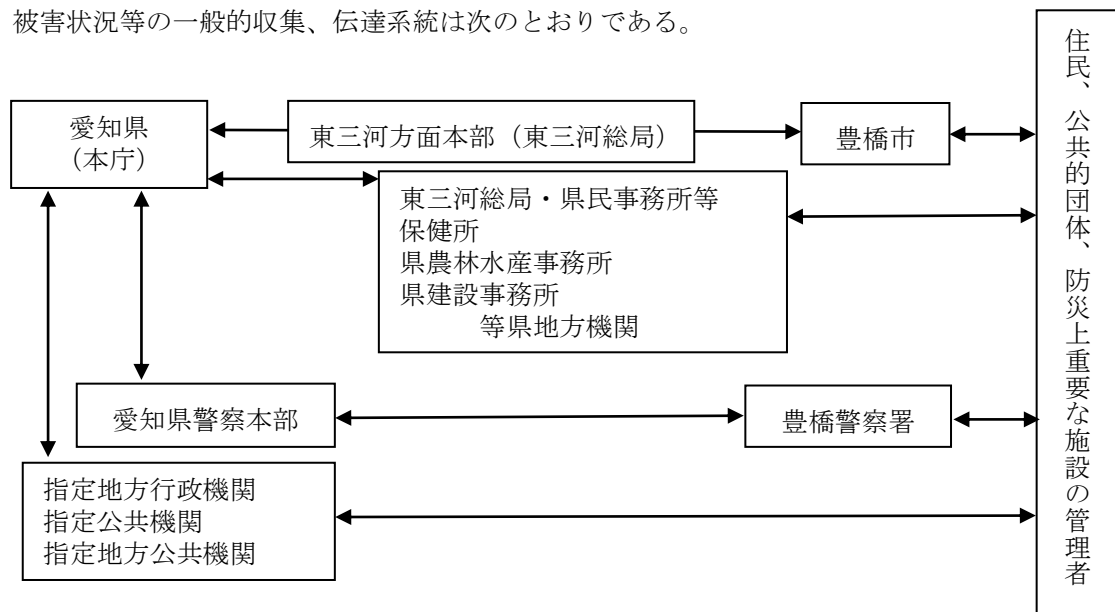 被害状況等の一般的収集、伝達系統は次のとおりである。
愛知県
（本庁）
東三河方面本部（東三河総局）
豊橋市
東三河総局・県民事務所等
保健所
県農林水産事務所
県建設事務所
等県地方機関
愛知県警察本部
豊橋警察署
指定地方行政機関
指定公共機関
指定地方公共機関
住民、公共的団体、防災上重要な施設の管理者